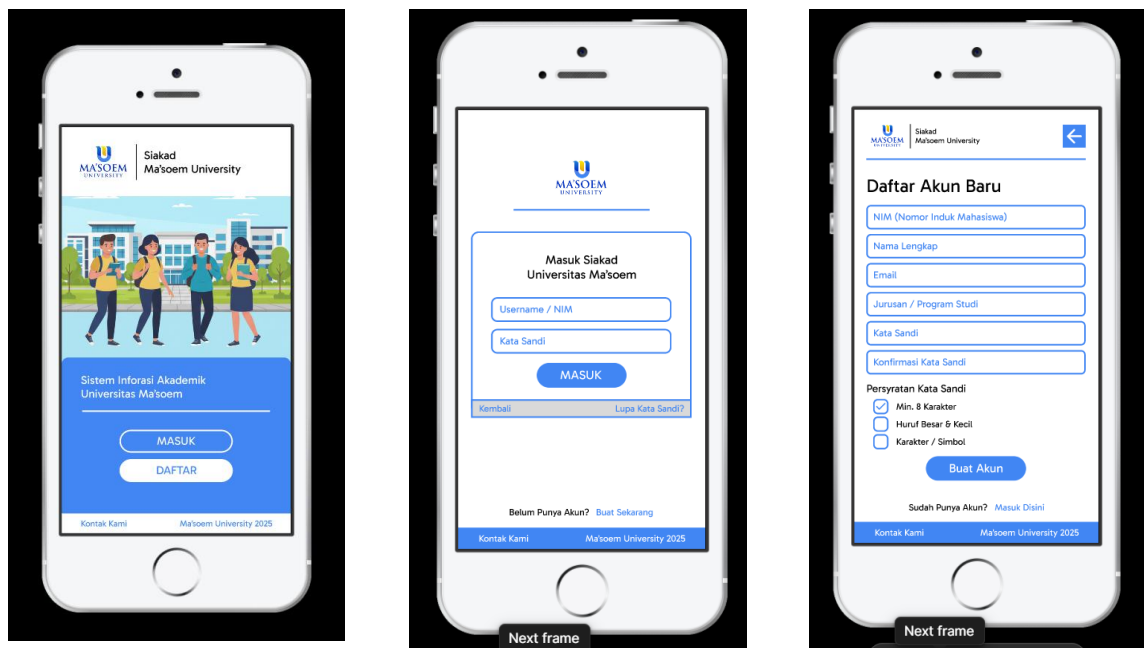 MA'SOEM
UNIVERSITY
Siakad
Ma'soem University
Sistem Inforasi Akademik
Universitas Ma'soem
MASUK
DAFTAR
Kontak Kami
Ma'soem University 2025
MA'SOEM
UNIVERSITY
Masuk Siakad
Universitas Ma'soem
Username / NIM
Kata Sandi
MASUK
Kembali
Lupa Kata Sandi?
Belum Punya Akun? Buat Sekarang
Kontak Kami
Ma'soem University 2025
Next frame
MA'SOEM
UNIVERSITY
Siakad
Ma'soem University
Daftar Akun Baru
NIM (Nomor Induk Mahasiswa)
Nama Lengkap
Email
Jurusan / Program Studi
Kata Sandi
Konfirmasi Kata Sandi
Persyratan Kata Sandi
Min. 8 Karakter
Huruf Besar & Kecil
Karakter / Simbol
Buat Akun
Sudah Punya Akun? Masuk Disini
Kontak Kami
Ma'soem University 2025
Next frame